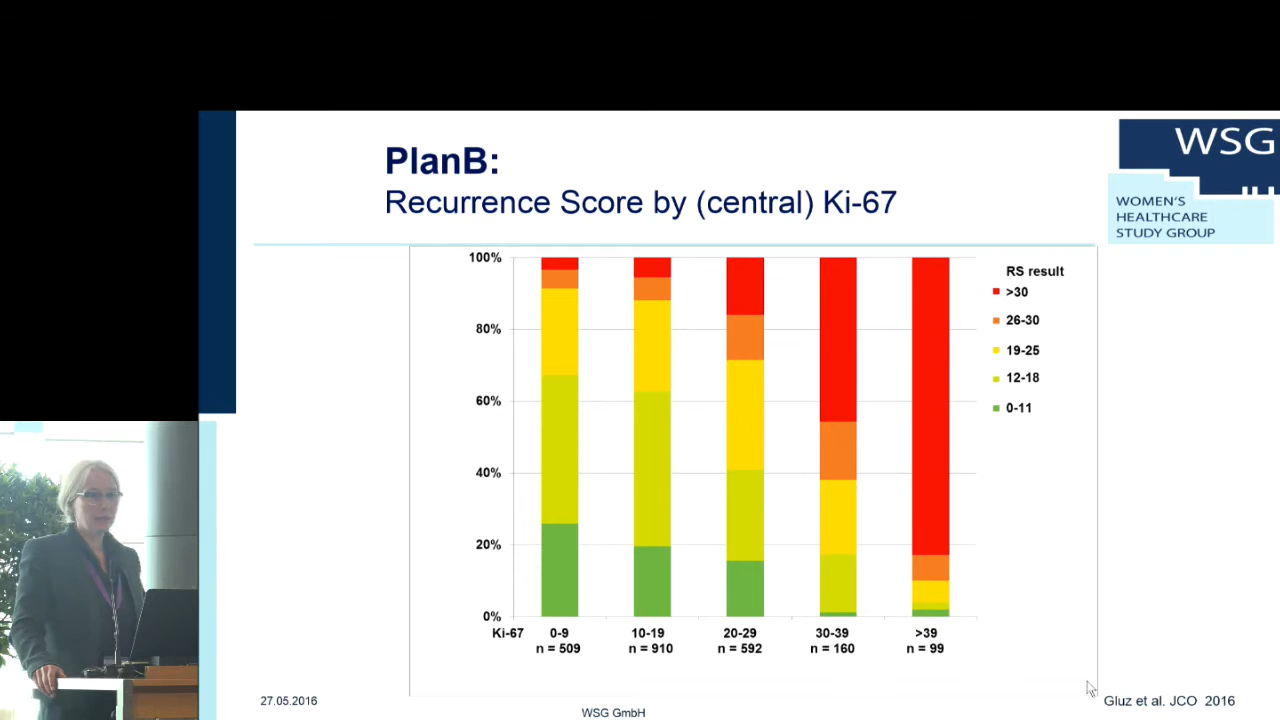 PlanB:
Recurrence Score by (central) Ki-67
WSG
WOMEN'S
HEALTHCARE
STUDY GROUP
100%
80%
60%
40%
20%
0%
RS result
>30
26-30
19-25
12-18
0-11
Ki-67 0-9 10-19 20-29 30-39 >39
n = 509 n = 910 n = 592 n = 160 n = 99
27.05.2016
WSG GmbH
Gluz et al. JCO 2016